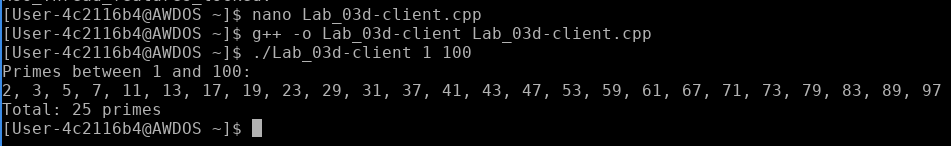 [User-4c2116b4@AWDOS ~]$ nano Lab_03d-client.cpp
[User-4c2116b4@AWDOS ~]$ g++ -o Lab_03d-client Lab_03d-client.cpp
[User-4c2116b4@AWDOS ~]$ ./Lab_03d-client 1 100
Primes between 1 and 100:
2, 3, 5, 7, 11, 13, 17, 19, 23, 29, 31, 37, 41, 43, 47, 53, 59, 61, 67, 71, 73, 79, 83, 89, 97
Total: 25 primes
[User-4c2116b4@AWDOS ~]$